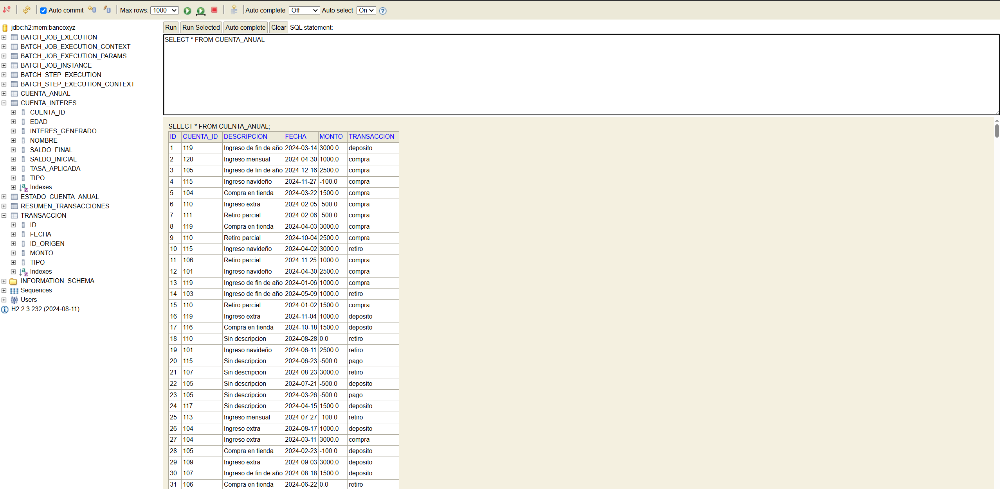 Auto commit Max rows: 1000 Auto complete Off Auto select On
jdbc:h2:mem:bancoxyz
BATCH_JOB_EXECUTION
BATCH_JOB_EXECUTION_CONTEXT
BATCH_JOB_EXECUTION_PARAMS
BATCH_JOB_INSTANCE
BATCH_STEP_EXECUTION
BATCH_STEP_EXECUTION_CONTEXT
CUENTA_ANUAL
CUENTA_INTERES
CUENTA_ID
EDAD
INTERES_GENERADO
NOMBRE
SALDO_FINAL
SALDO_INICIAL
TASA_APLICADA
TIPO
Indexes
ESTADO_CUENTA_ANUAL
RESUMEN_TRANSACCIONES
TRANSACCION
ID
FECHA
ID_ORIGEN
MONTO
TIPO
Indexes
INFORMATION_SCHEMA
Sequences
Users
H2 2.3.232 (2024-08-11)
Run Run Selected Auto complete Clear SQL statement:
SELECT * FROM CUENTA_ANUAL
SELECT * FROM CUENTA_ANUAL;
ID CUENTA_ID DESCRIPCION FECHA MONTO TRANSACCION
1 119 Ingreso de fin de año 2024-03-14 3000.0 deposito
2 120 Ingreso mensual 2024-04-30 1000.0 compra
3 105 Ingreso de fin de año 2024-12-16 2500.0 compra
4 115 Ingreso navideño 2024-11-27 -100.0 compra
5 104 Compra en tienda 2024-03-22 1500.0 compra
6 110 Ingreso extra 2024-02-05 -500.0 compra
7 111 Retiro parcial 2024-02-06 -500.0 compra
8 119 Compra en tienda 2024-04-03 3000.0 compra
9 110 Retiro parcial 2024-10-04 2500.0 compra
10 115 Ingreso navideño 2024-04-02 3000.0 retiro
11 106 Retiro parcial 2024-11-25 1000.0 compra
12 101 Ingreso navideño 2024-04-30 2500.0 compra
13 119 Ingreso de fin de año 2024-01-06 1000.0 compra
14 103 Ingreso de fin de año 2024-05-09 1000.0 retiro
15 110 Retiro parcial 2024-01-02 1500.0 compra
16 119 Ingreso extra 2024-11-04 1000.0 deposito
17 116 Compra en tienda 2024-10-18 1500.0 deposito
18 110 Sin descripcion 2024-08-28 0.0 retiro
19 101 Ingreso navideño 2024-06-11 2500.0 retiro
20 115 Sin descripcion 2024-06-23 -500.0 pago
21 107 Sin descripcion 2024-08-23 3000.0 retiro
22 105 Sin descripcion 2024-07-21 -500.0 deposito
23 105 Sin descripcion 2024-03-26 -500.0 pago
24 117 Sin descripcion 2024-04-15 1500.0 deposito
25 113 Ingreso mensual 2024-07-27 -100.0 retiro
26 104 Ingreso extra 2024-08-17 1000.0 deposito
27 104 Ingreso extra 2024-03-11 3000.0 compra
28 105 Compra en tienda 2024-02-23 -100.0 deposito
29 109 Ingreso extra 2024-09-03 3000.0 deposito
30 107 Ingreso de fin de año 2024-08-18 1500.0 deposito
31 106 Compra en tienda 2024-06-22 0.0 retiro